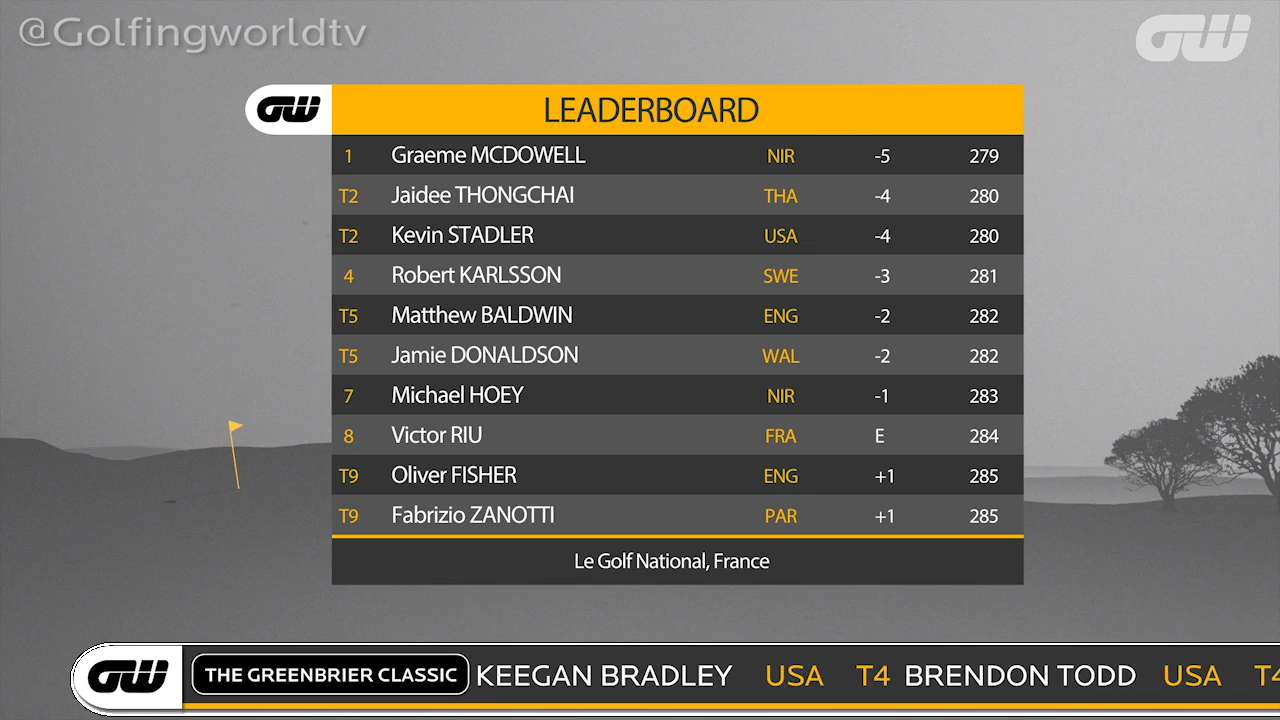 @Golfingworldtv
GW
GW
LEADERBOARD
1 Graeme MCDOWELL NIR -5 279
T2 Jaidee THONGCHAI THA -4 280
T2 Kevin STADLER USA -4 280
4 Robert KARLSSON SWE -3 281
T5 Matthew BALDWIN ENG -2 282
T5 Jamie DONALDSON WAL -2 282
7 Michael HOEY NIR -1 283
8 Victor RIU FRA E 284
T9 Oliver FISHER ENG +1 285
T9 Fabrizio ZANOTTI PAR +1 285
Le Golf National, France
GW THE GREENBRIER CLASSIC KEEGAN BRADLEY USA T4 BRENDON TODD USA T4